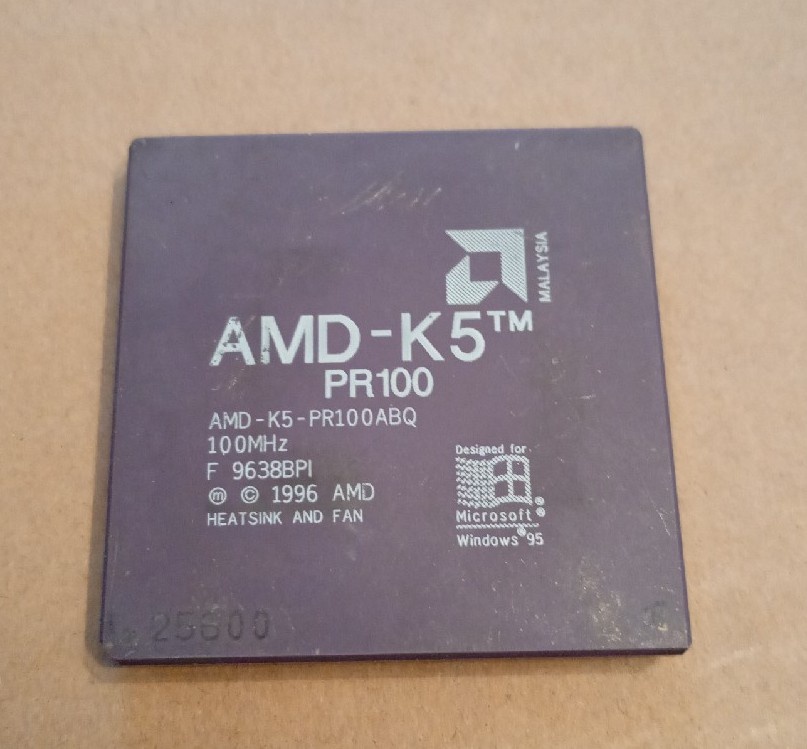 MALAYSIA
AMD-K5™
PR100
AMD-K5-PR100ABQ
100MHz
F 9638BPI
ⓜ © 1996 AMD
HEATSINK AND FAN
Designed for
Microsoft®
Windows®95
25600